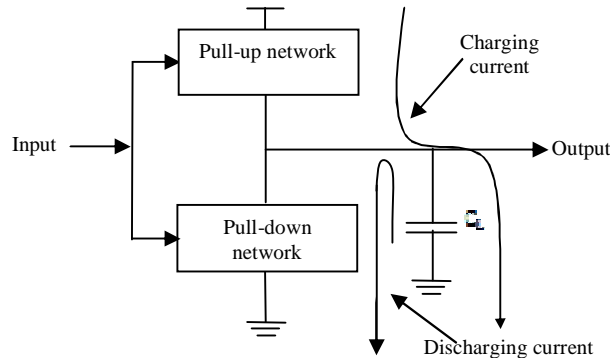 Pull-up network
Charging
current
Input
Output
Pull-down
network
Discharging current